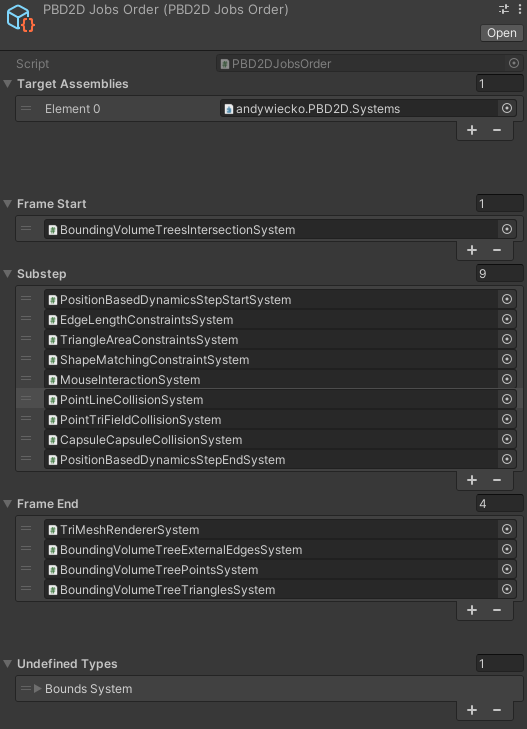 PBD2D Jobs Order (PBD2D Jobs Order)
Open
Script PBD2DJobsOrder
Target Assemblies 1
Element 0 andywiecko.PBD2D.Systems
Frame Start 1
BoundingVolumeTreesIntersectionSystem
Substep 9
PositionBasedDynamicsStepStartSystem
EdgeLengthConstraintsSystem
TriangleAreaConstraintsSystem
ShapeMatchingConstraintSystem
MouseInteractionSystem
PointLineCollisionSystem
PointTriFieldCollisionSystem
CapsuleCapsuleCollisionSystem
PositionBasedDynamicsStepEndSystem
Frame End 4
TriMeshRendererSystem
BoundingVolumeTreeExternalEdgesSystem
BoundingVolumeTreePointsSystem
BoundingVolumeTreeTrianglesSystem
Undefined Types 1
Bounds System